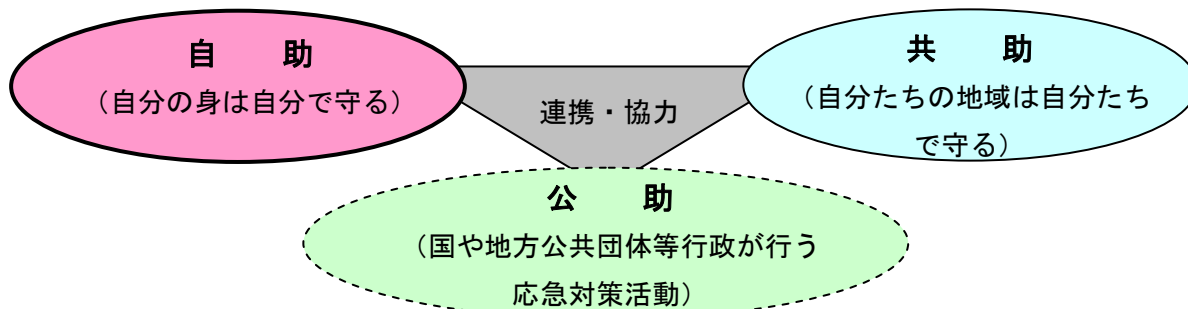 自　　助
（自分の身は自分で守る）
共　　助
（自分たちの地域は自分たち
で守る）
連携・協力
公　　助
（国や地方公共団体等行政が行う
応急対策活動）